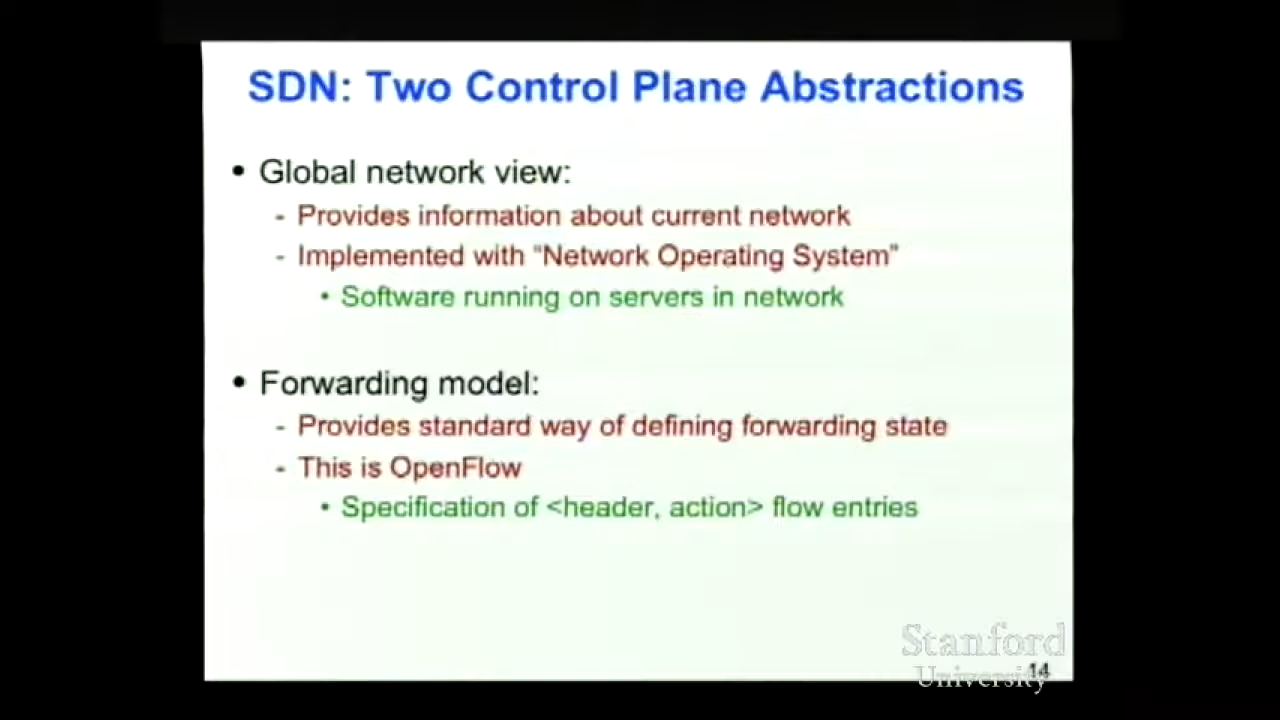 SDN: Two Control Plane Abstractions
• Global network view:
- Provides information about current network
- Implemented with “Network Operating System”
• Software running on servers in network
• Forwarding model:
- Provides standard way of defining forwarding state
- This is OpenFlow
• Specification of <header, action> flow entries
Stanford
University
14